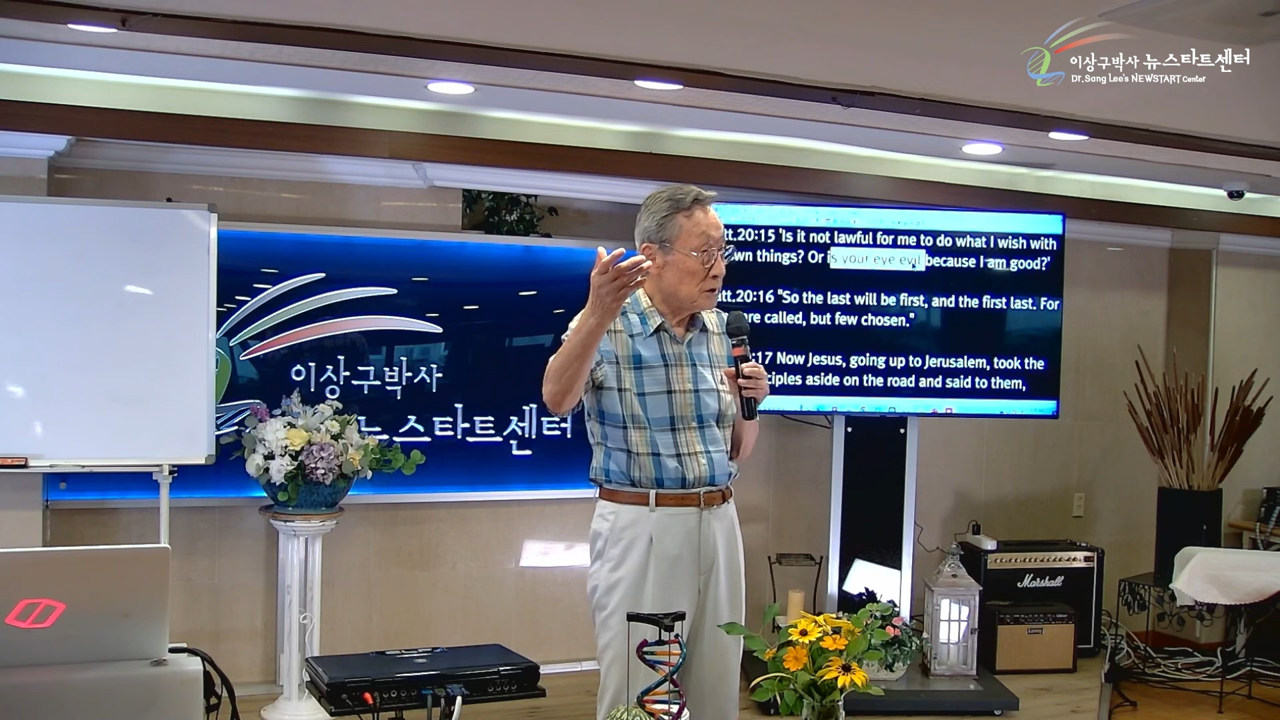 이상구박사 뉴스타트센터
Dr. Sang Lee's NEWSTART Center
tt.20:15 'Is it not lawful for me to do what I wish with
wn things? Or is your eye evil because I am good?'
att.20:16 "So the last will be first, and the first last. For
are called, but few chosen."
:17 Now Jesus, going up to Jerusalem, took the
ciples aside on the road and said to them,
이상구박사
뉴스타트센터
Marshall